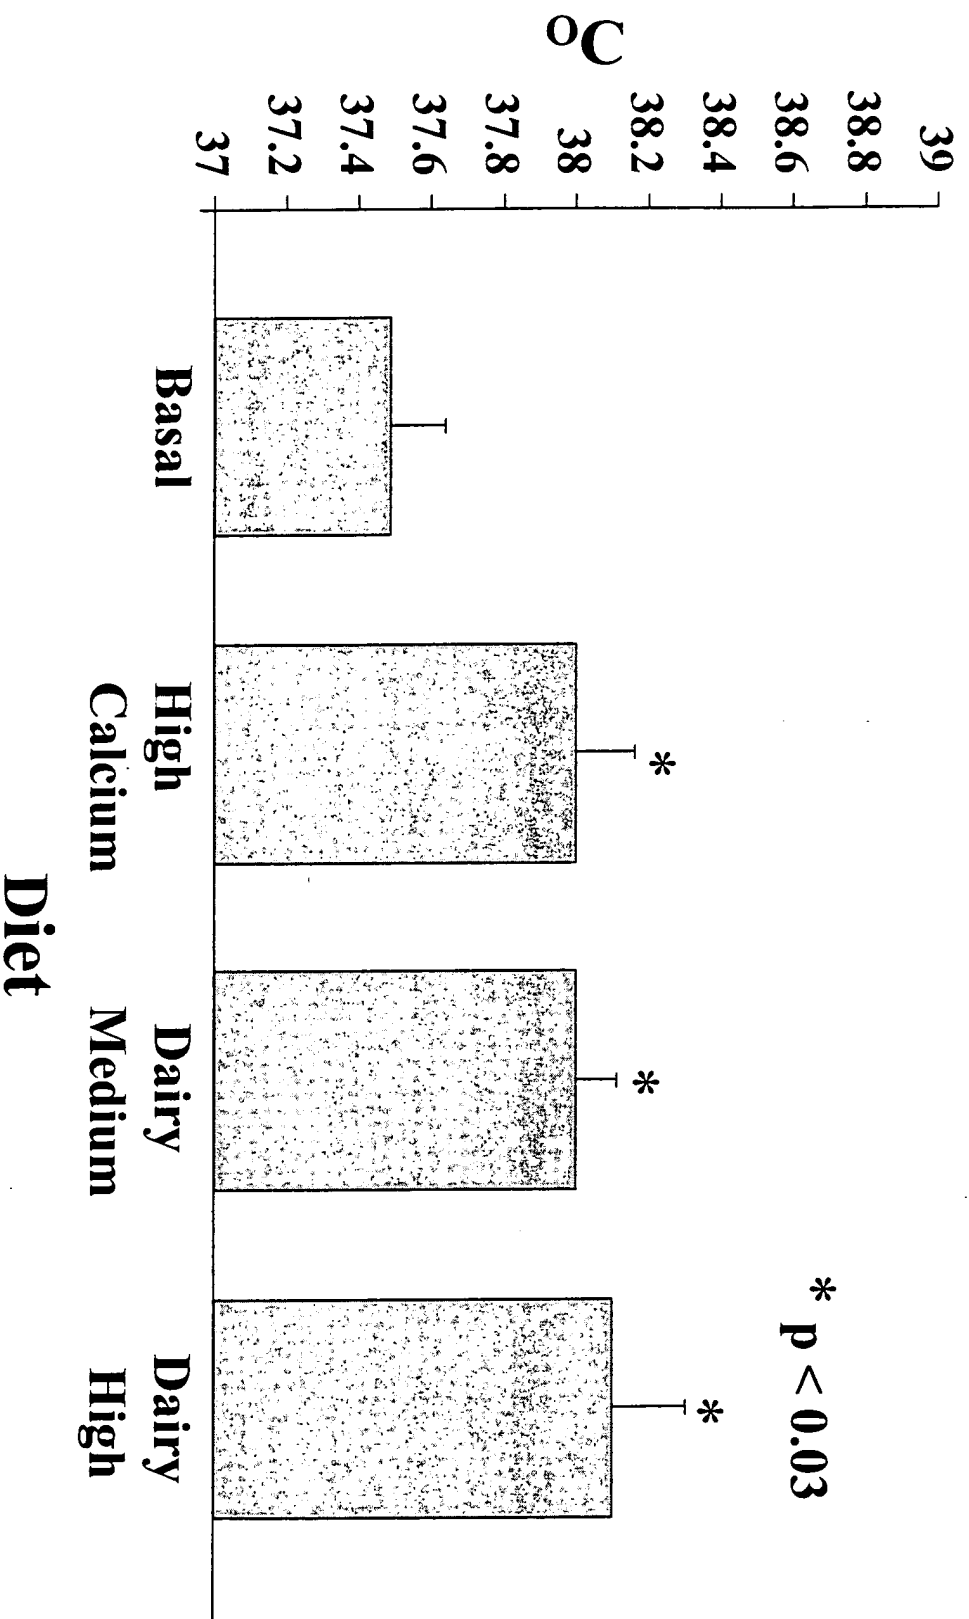 °C
39
38.8
38.6
38.4
38.2
38
37.8
37.6
37.4
37.2
37
* p < 0.03
*
*
*
Basal
High
Calcium
Dairy
Medium
Dairy
High
Diet